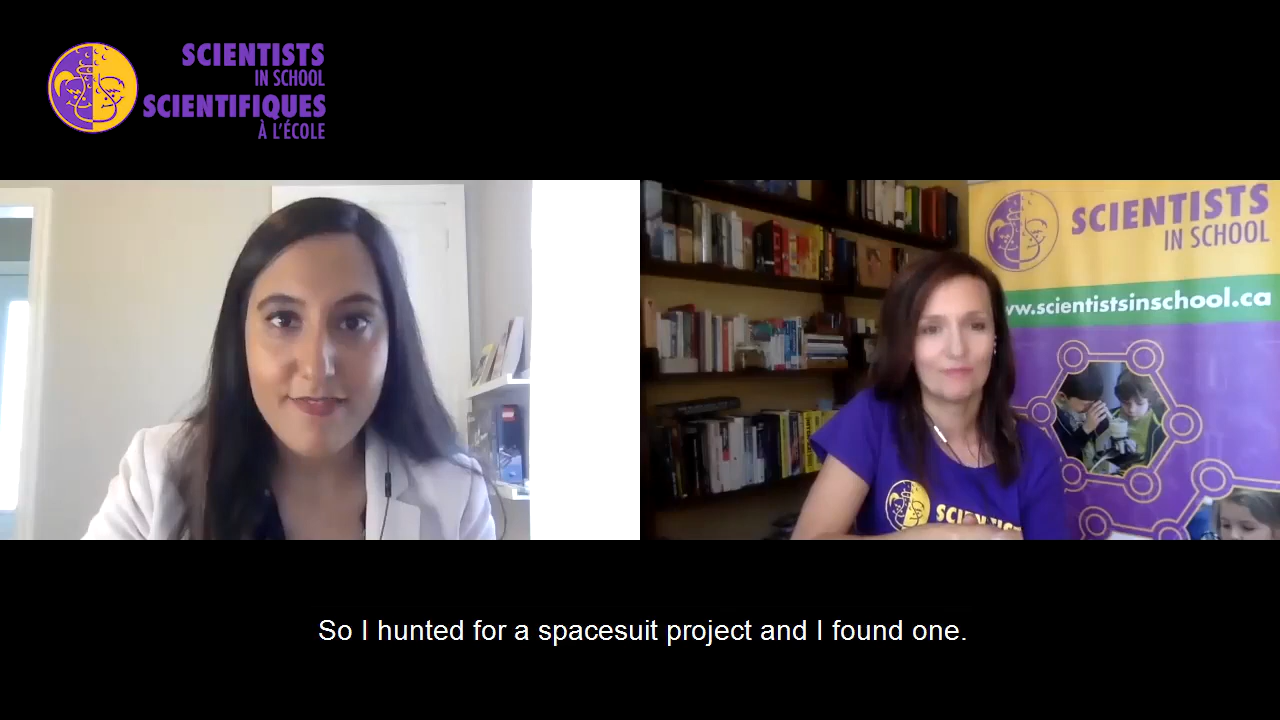 SCIENTISTS
IN SCHOOL
SCIENTIFIQUES
À L'ÉCOLE
SCIENTISTS
IN SCHOOL
www.scientistsinschool.ca
So I hunted for a spacesuit project and I found one.